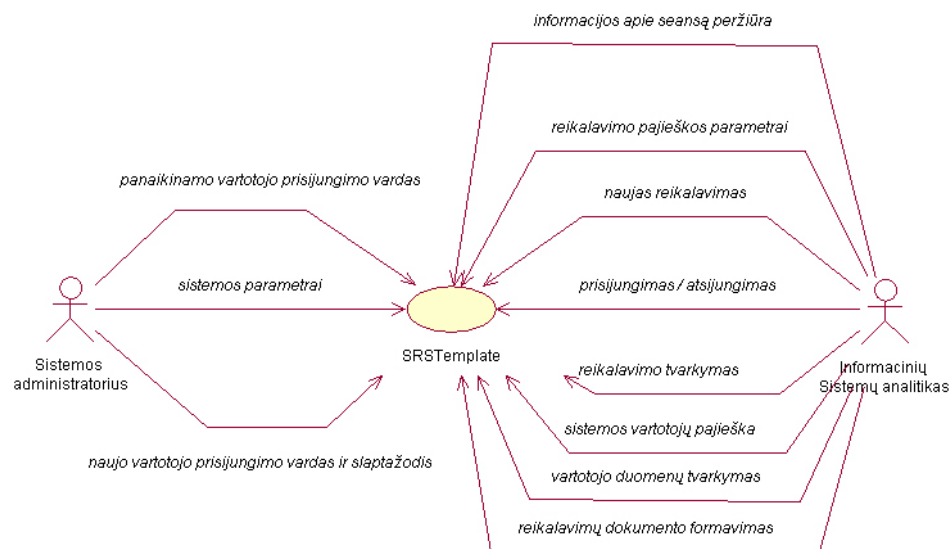 informacijos apie seansą peržiūra
reikalavimo pajieškos parametrai
panaikinamo vartotojo prisijungimo vardas
naujas reikalavimas
sistemos parametrai
prisijungimas / atsijungimas
SRSTemplate
Sistemos
administratorius
Informacinių
Sistemų analitikas
reikalavimo tvarkymas
sistemos vartotojų pajieška
naujo vartotojo prisijungimo vardas ir slaptažodis
vartotojo duomenų tvarkymas
reikalavimų dokumento formavimas